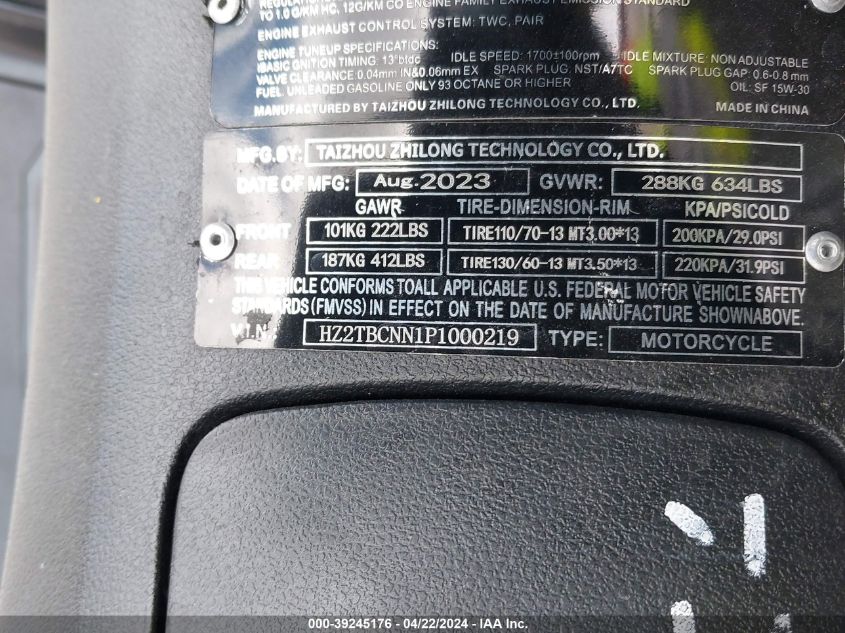 REGULATIONS ENGINE FAMILY EXHAUST EMISSION STANDARD
TO 1.0 G/KM HC, 12G/KM CO
ENGINE EXHAUST CONTROL SYSTEM: TWC, PAIR
ENGINE TUNEUP SPECIFICATIONS:
BASIC IGNITION TIMING: 13°btdc IDLE SPEED: 1700±100rpm IDLE MIXTURE: NON ADJUSTABLE
VALVE CLEARANCE: 0.04mm IN&0.06mm EX SPARK PLUG: NST/A7TC SPARK PLUG GAP: 0.6-0.8 mm
FUEL: UNLEADED GASOLINE ONLY 93 OCTANE OR HIGHER OIL: SF 15W-30
MANUFACTURED BY TAIZHOU ZHILONG TECHNOLOGY CO., LTD. MADE IN CHINA
MFG.BY: TAIZHOU ZHILONG TECHNOLOGY CO., LTD.
DATE OF MFG: Aug.2023 GVWR: 288KG 634LBS
GAWR TIRE-DIMENSION-RIM KPA/PSICOLD
FRONT 101KG 222LBS TIRE110/70-13 MT3.00*13 200KPA/29.0PSI
REAR 187KG 412LBS TIRE130/60-13 MT3.50*13 220KPA/31.9PSI
THIS VEHICLE CONFORMS TOALL APPLICABLE U.S. FEDERAL MOTOR VEHICLE SAFETY
STANDARDS (FMVSS) IN EFFECT ON THE DATE OF MANUFACTURE SHOWNABOVE.
V.I.N. HZ2TBCNN1P1000219 TYPE: MOTORCYCLE
000-39245176 - 04/22/2024 - IAA Inc.